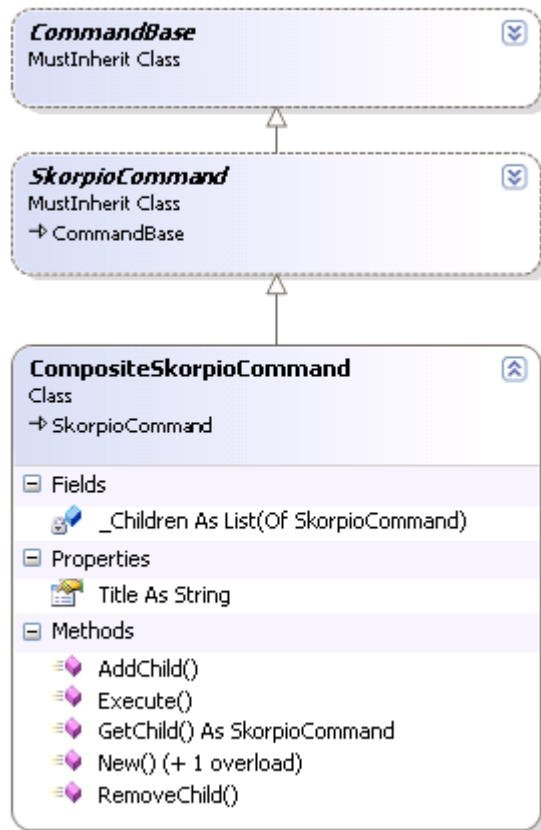 CommandBase
MustInherit Class
SkorpioCommand
MustInherit Class
CommandBase
CompositeSkorpioCommand
Class
SkorpioCommand
Fields
_Children As List(Of SkorpioCommand)
Properties
Title As String
Methods
AddChild()
Execute()
GetChild() As SkorpioCommand
New() (+ 1 overload)
RemoveChild()